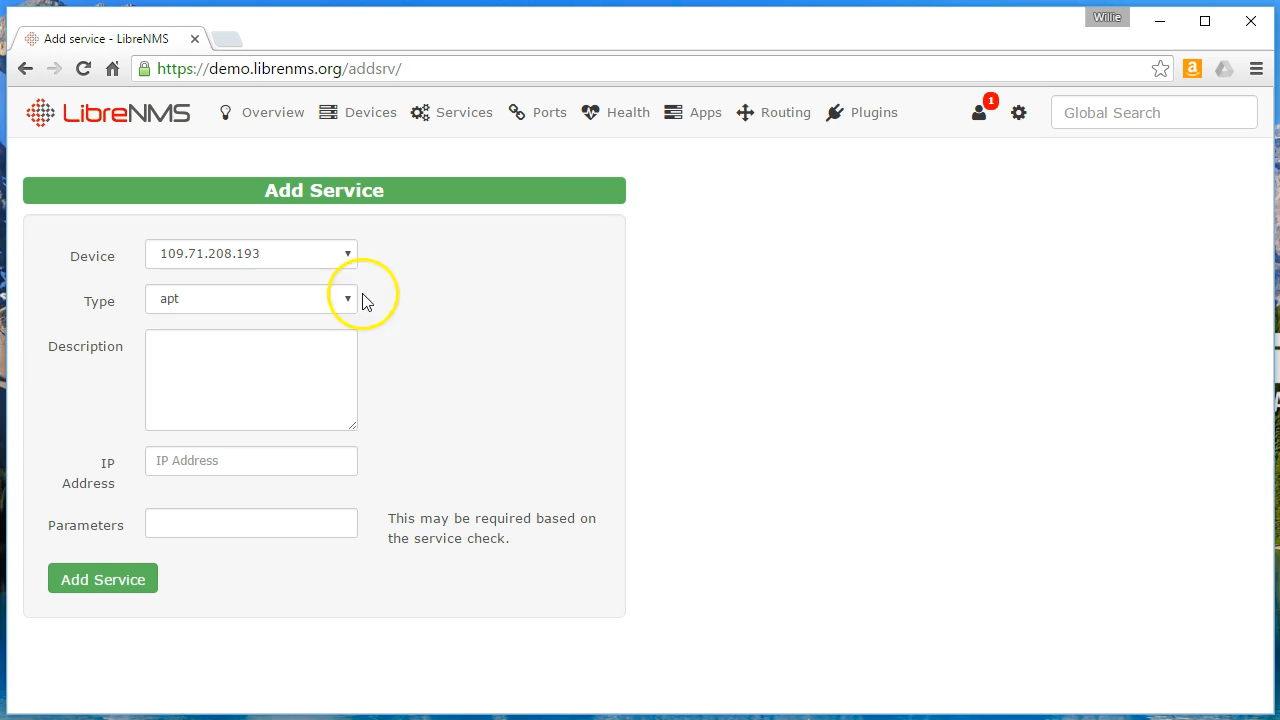 Willie
Add service - LibreNMS
https://demo.librenms.org/addsrv/
LibreNMS Overview Devices Services Ports Health Apps Routing Plugins 1 Global Search
Add Service
Device 109.71.208.193
Type apt
Description
IP Address IP Address
Parameters This may be required based on
the service check.
Add Service